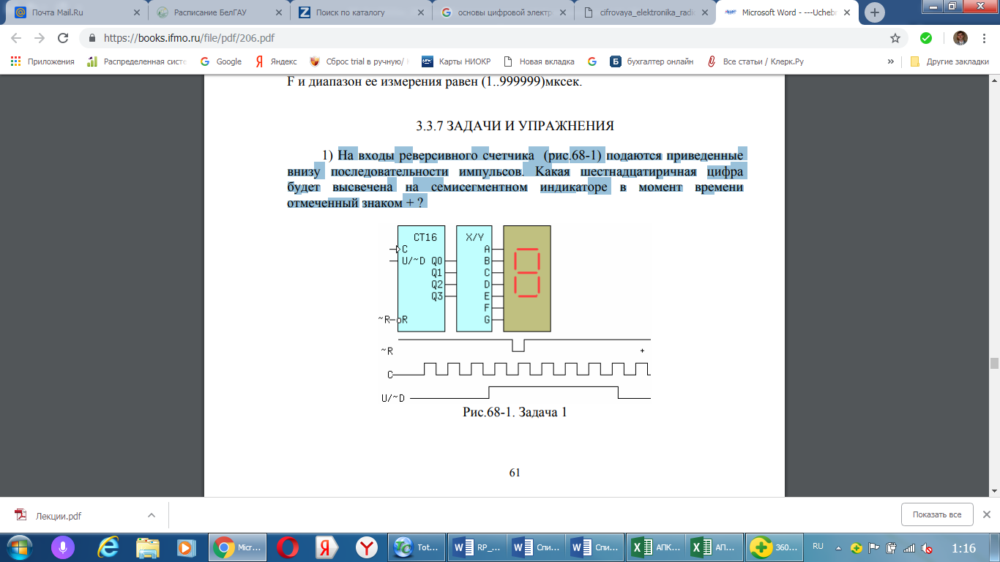 Почта Mail.Ru
Расписание БелГАУ
Поиск по каталогу
основы цифровой электр
cifrovaya_elektronika_radi
Microsoft Word - ---Uchebn
https://books.ifmo.ru/file/pdf/206.pdf
Приложения
Распределенная систе
Google
Яндекс
Сброс trial в ручную/
Карты НИОКР
Новая вкладка
бухгалтер онлайн
Все статьи / Клерк.Ру
»
Другие закладки
F и диапазон ее измерения равен (1..999999)мксек.
3.3.7 ЗАДАЧИ И УПРАЖНЕНИЯ
1) На входы реверсивного счетчика (рис.68-1) подаются приведенные
внизу последовательности импульсов. Какая шестнадцатиричная цифра
будет высвечена на семисегментном индикаторе в момент времени
отмеченный знаком + ?
CT16 X/Y
C A
U/~D Q0 B
Q1 C
Q2 D
Q3 E
F
~R R G
~R +
C
U/~D
Рис.68-1. Задача 1
61
Лекции.pdf
Показать все
Micr...
Tot...
RP_...
Спи...
Спи...
АПК...
АП...
360...
RU
1:16